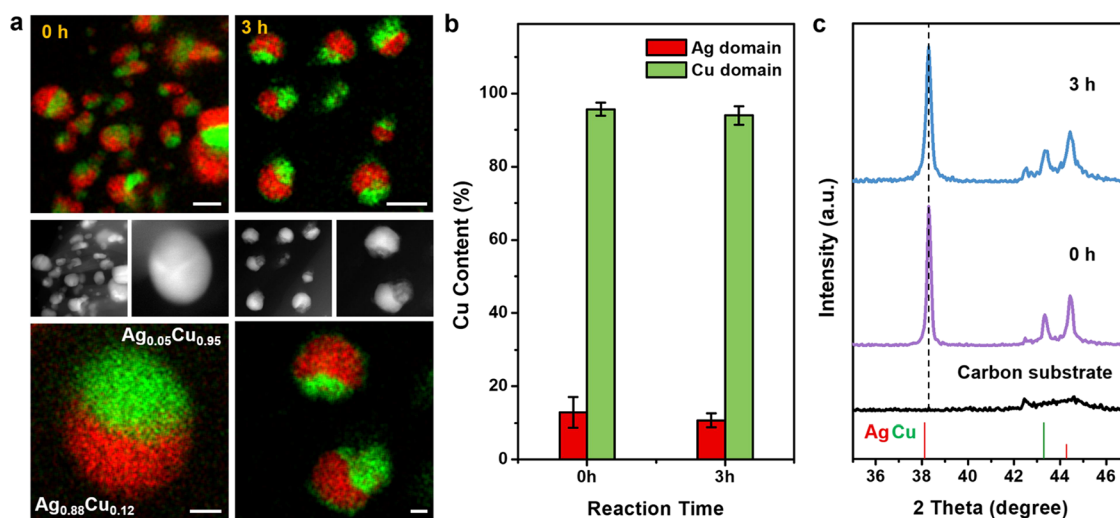 a
0 h
3 h
Ag0.05Cu0.95
Ag0.88Cu0.12
b
Ag domain
Cu domain
100
80
60
40
20
0
Cu Content (%)
0h
3h
Reaction Time
c
3 h
0 h
Carbon substrate
Ag Cu
Intensity (a.u.)
36 38 40 42 44 46
2 Theta (degree)